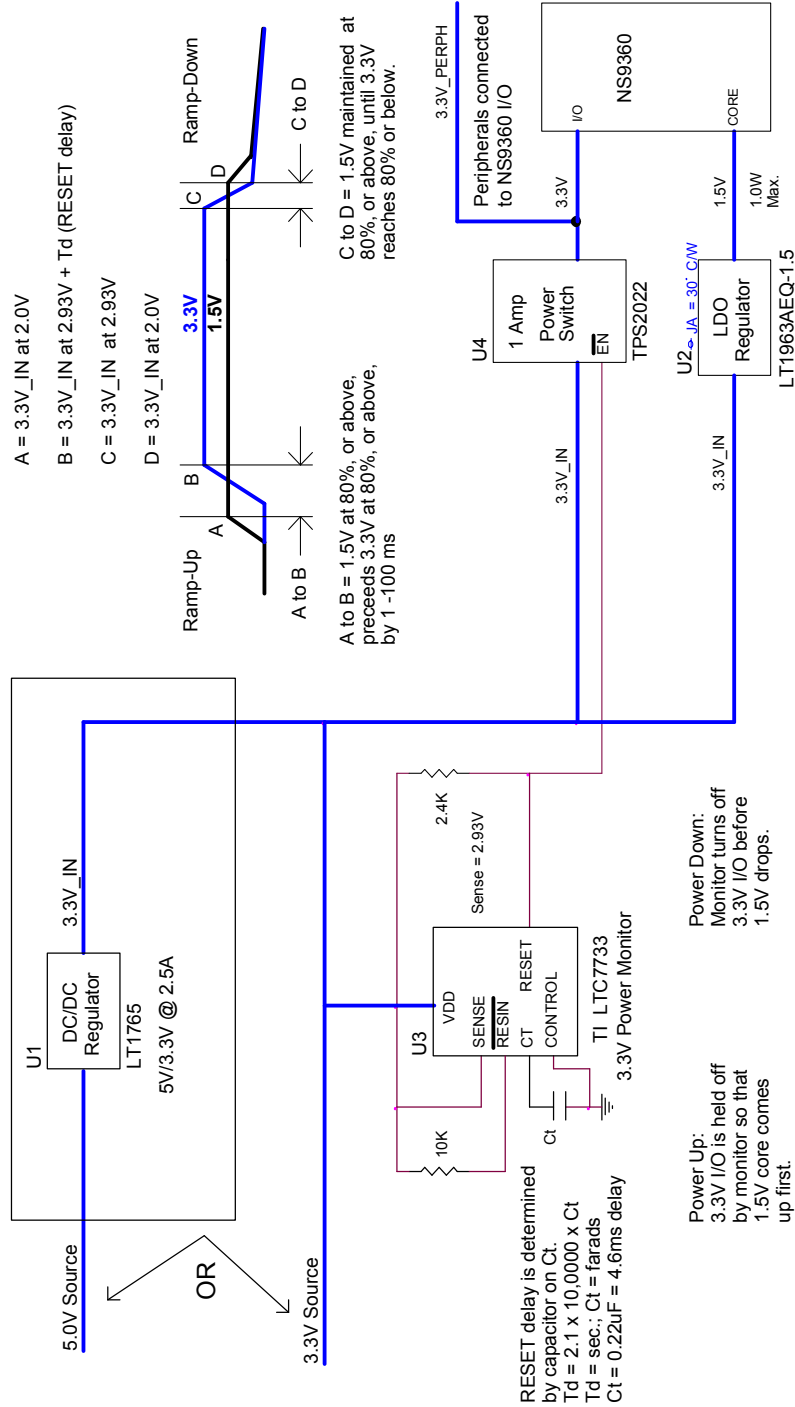 5.0V Source
OR
3.3V Source
U1
DC/DC
Regulator
LT1765
5V/3.3V @ 2.5A
3.3V_IN
A = 3.3V_IN at 2.0V
B = 3.3V_IN at 2.93V + Td (RESET delay)
C = 3.3V_IN at 2.93V
D = 3.3V_IN at 2.0V
Ramp-Up
Ramp-Down
A
B
C
D
3.3V
1.5V
A to B
C to D
A to B = 1.5V at 80%, or above,
preceeds 3.3V at 80%, or above,
by 1 -100 ms
C to D = 1.5V maintained at
80%, or above, until 3.3V
reaches 80% or below.
RESET delay is determined
by capacitor on Ct.
Td = 2.1 x 10,0000 x Ct
Td = sec.; Ct = farads
Ct = 0.22uF = 4.6ms delay
10K
Ct
U3
VDD
SENSE
RESIN
CT
CONTROL
RESET
TI LTC7733
3.3V Power Monitor
Sense = 2.93V
2.4K
3.3V_IN
U4
1 Amp
Power
Switch
EN
TPS2022
3.3V_PERPH
Peripherals connected
to NS9360 I/O
3.3V
3.3V_IN
U2
JA = 30° C/W
LDO
Regulator
LT1963AEQ-1.5
1.5V
1.0W
Max.
I/O
NS9360
CORE
Power Up:
3.3V I/O is held off
by monitor so that
1.5V core comes
up first.
Power Down:
Monitor turns off
3.3V I/O before
1.5V drops.